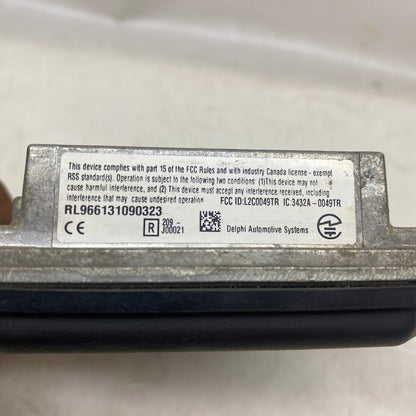 This device complies with part 15 of the FCC Rules and with industry Canada license - exempt
RSS standard(s). Operation is subject to the following two conditions: (1)This device may not
cause harmful interference, and (2) This device must accept any interference received, including
interference that may cause undesired operation FCC ID:L2C0049TR IC:3432A-0049TR
RL966131090323
CE R 209-
J00021 Delphi Automotive Systems